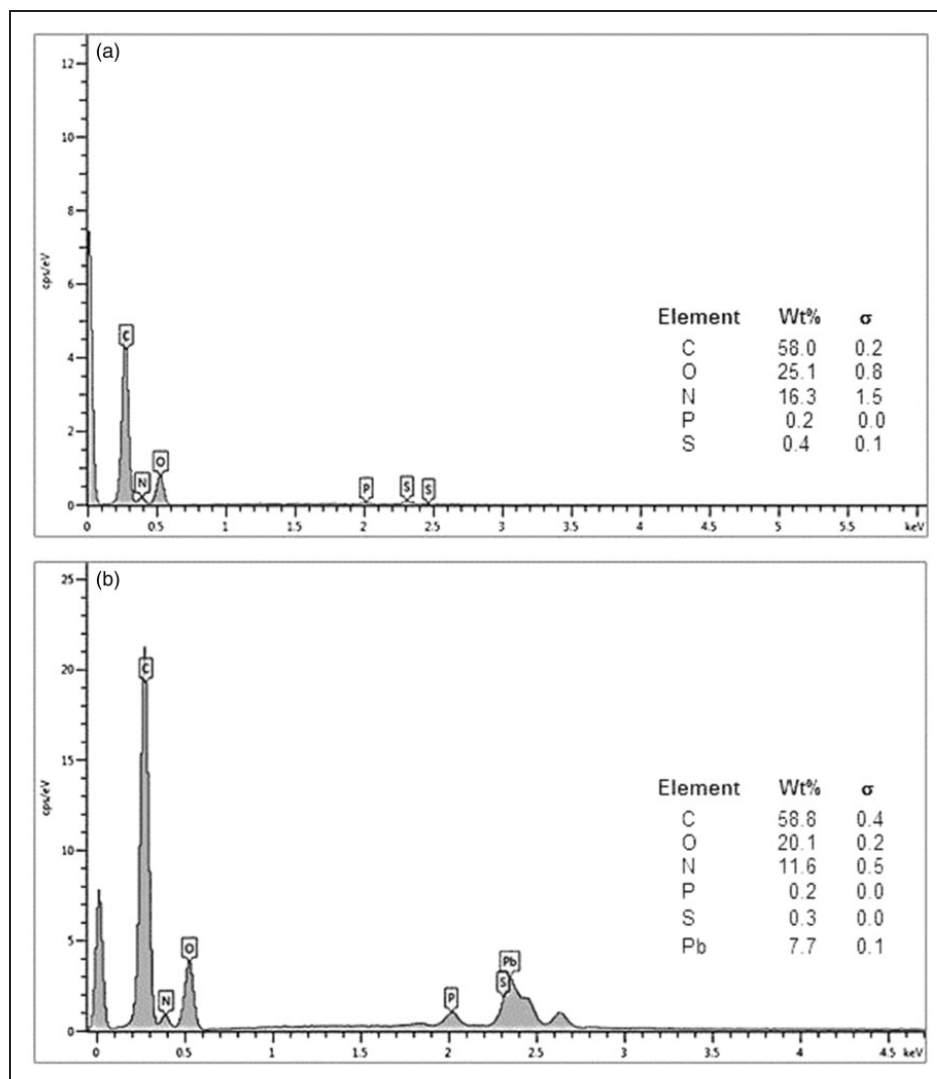 (a)
12
10
8
6
4
2
0
cps/eV
C
N
O
P
S
S
Element Wt% σ
C 58.0 0.2
O 25.1 0.8
N 16.3 1.5
P 0.2 0.0
S 0.4 0.1
0 0.5 1 1.5 2 2.5 3 3.5 4 4.5 5 5.5 keV
(b)
25
20
15
10
5
0
cps/eV
C
N
O
P
S
Pb
Element Wt% σ
C 58.8 0.4
O 20.1 0.2
N 11.6 0.5
P 0.2 0.0
S 0.3 0.0
Pb 7.7 0.1
0 0.5 1 1.5 2 2.5 3 3.5 4 4.5 keV